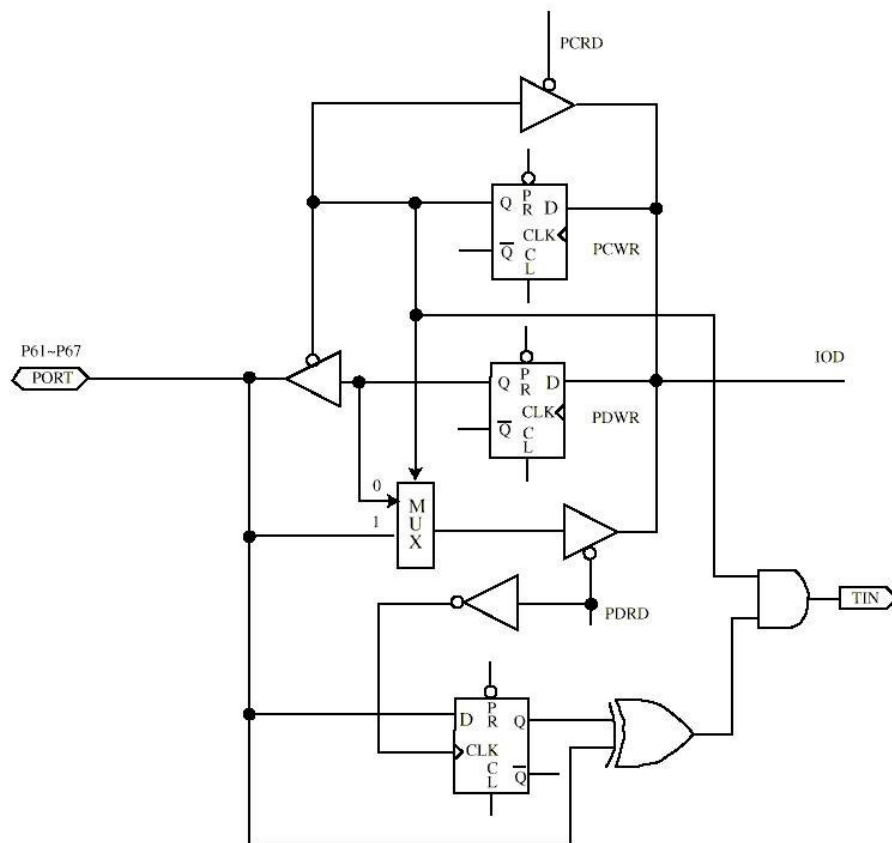 PCRD
P
Q R D
CLK
Q C
L
PCWR
P61~P67
PORT
IOD
P
Q R D
CLK
Q C
L
PDWR
0
1
M
U
X
PDRD
TIN
P
D R Q
CLK
C Q
L